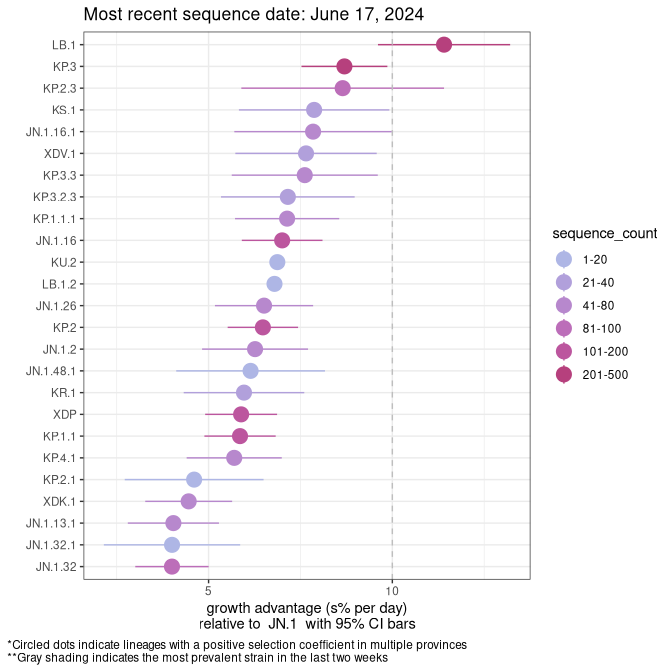 Most recent sequence date: June 17, 2024
LB.1
KP.3
KP.2.3
KS.1
JN.1.16.1
XDV.1
KP.3.3
KP.3.2.3
KP.1.1.1
JN.1.16
KU.2
LB.1.2
JN.1.26
KP.2
JN.1.2
JN.1.48.1
KR.1
XDP
KP.1.1
KP.4.1
KP.2.1
XDK.1
JN.1.13.1
JN.1.32.1
JN.1.32
5 10
growth advantage (s% per day)
relative to JN.1 with 95% CI bars
sequence_count
1-20
21-40
41-80
81-100
101-200
201-500
*Circled dots indicate lineages with a positive selection coefficient in multiple provinces
**Gray shading indicates the most prevalent strain in the last two weeks